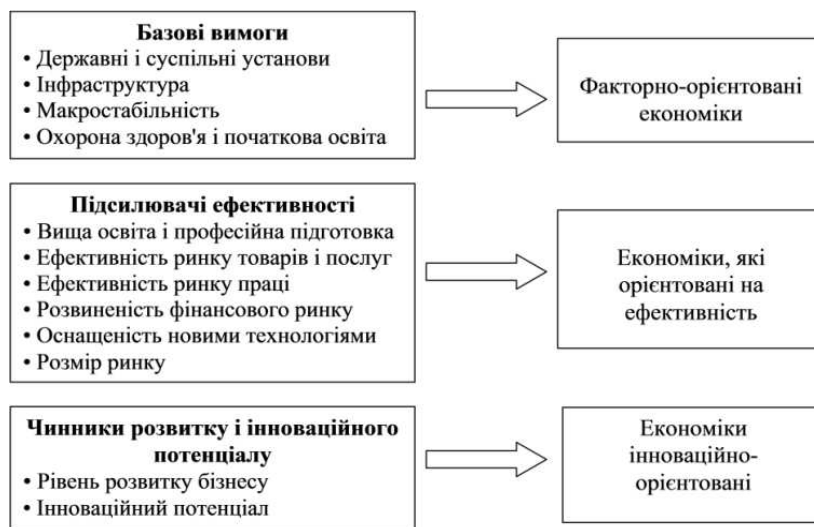 Базові вимоги
• Державні і суспільні установи
• Інфраструктура
• Макростабільність
• Охорона здоров'я і початкова освіта
Факторно-орієнтовані
економіки
Підсилювачі ефективності
• Вища освіта і професійна підготовка
• Ефективність ринку товарів і послуг
• Ефективність ринку праці
• Розвиненість фінансового ринку
• Оснащеність новими технологіями
• Розмір ринку
Економіки, які
орієнтовані на
ефективність
Чинники розвитку і інноваційного
потенціалу
• Рівень розвитку бізнесу
• Інноваційний потенціал
Економіки
інноваційно-
орієнтовані